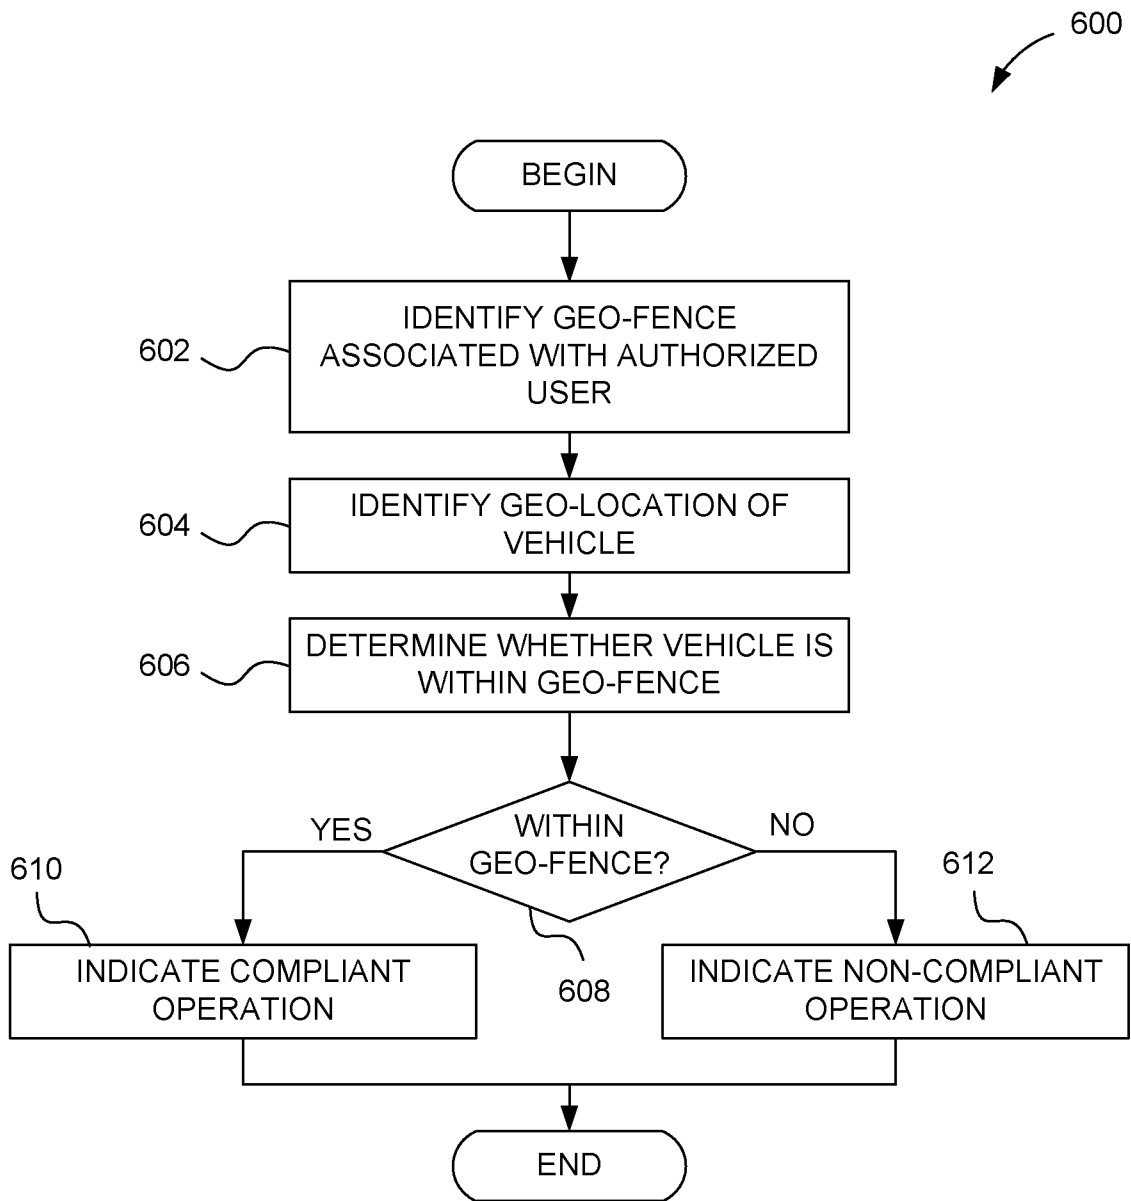 600
BEGIN
IDENTIFY GEO-FENCE
ASSOCIATED WITH AUTHORIZED
USER
602
IDENTIFY GEO-LOCATION OF
VEHICLE
604
DETERMINE WHETHER VEHICLE IS
WITHIN GEO-FENCE
606
WITHIN
GEO-FENCE?
YES
NO
608
610
INDICATE COMPLIANT
OPERATION
612
INDICATE NON-COMPLIANT
OPERATION
END